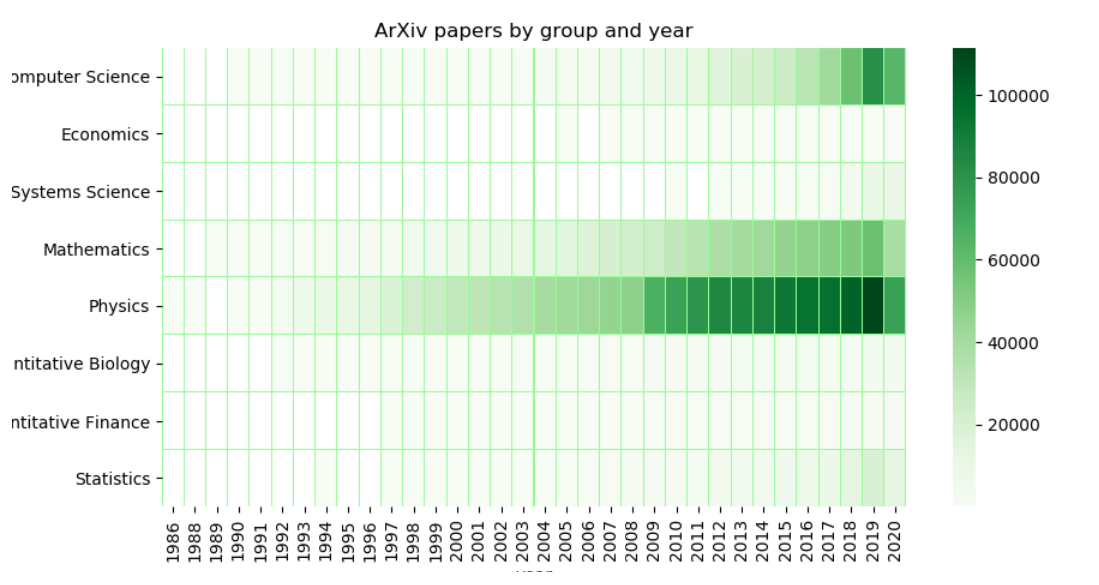 ArXiv papers by group and year
omputer Science
Economics
Systems Science
Mathematics
Physics
ntitative Biology
ntitative Finance
Statistics
1986 1988 1989 1990 1991 1992 1993 1994 1995 1996 1997 1998 1999 2000 2001 2002 2003 2004 2005 2006 2007 2008 2009 2010 2011 2012 2013 2014 2015 2016 2017 2018 2019 2020
year
100000
80000
60000
40000
20000